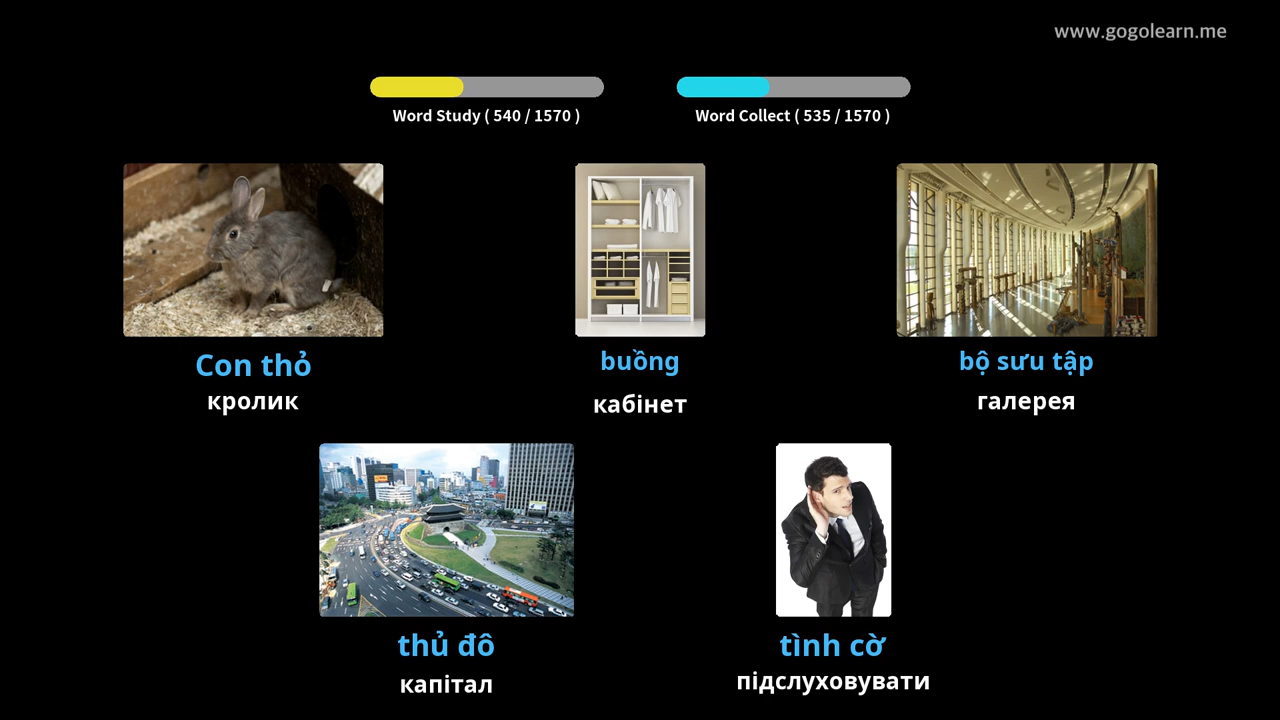 www.gogolearn.me
Word Study ( 540 / 1570 )
Word Collect ( 535 / 1570 )
Con thỏ
кролик
buồng
кабінет
bộ sưu tập
галерея
thủ đô
капітал
tình cờ
підслуховувати